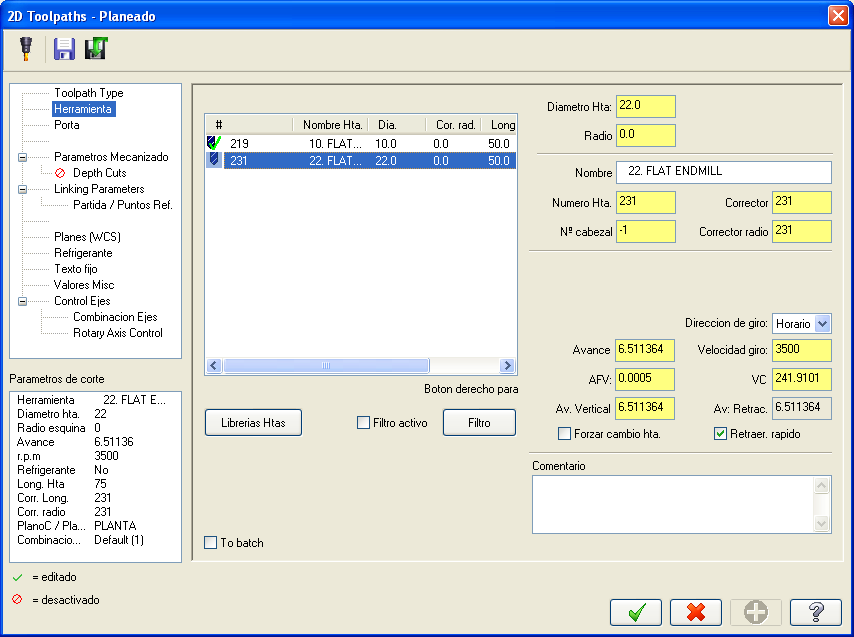 2D Toolpaths - Planeado
Toolpath Type
Herramienta
Porta
Parametros Mecanizado
Depth Cuts
Linking Parameters
Partida / Puntos Ref.
Planes (WCS)
Refrigerante
Texto fijo
Valores Misc
Control Ejes
Combinacion Ejes
Rotary Axis Control
Parametros de corte
Herramienta 22. FLAT E...
Diametro hta. 22
Radio esquina 0
Avance 6.51136
r.p.m 3500
Refrigerante No
Long. Hta 75
Corr. Long. 231
Corr. radio 231
PlanoC / Pla... PLANTA
Combinacio... Default (1)
= editado
= desactivado
# Nombre Hta. Dia. Cor. rad. Long
219 10. FLAT... 10.0 0.0 50.0
231 22. FLAT... 22.0 0.0 50.0
Boton derecho para
Librerias Htas
Filtro activo
Filtro
To batch
Diametro Hta: 22.0
Radio 0.0
Nombre 22. FLAT ENDMILL
Numero Hta. 231 Corrector 231
Nº cabezal -1 Corrector radio 231
Direccion de giro: Horario
Avance 6.511364 Velocidad giro: 3500
AFV: 0.0005 VC 241.9101
Av. Vertical 6.511364 Av: Retrac. 6.511364
Forzar cambio hta. Retraer. rapido
Comentario